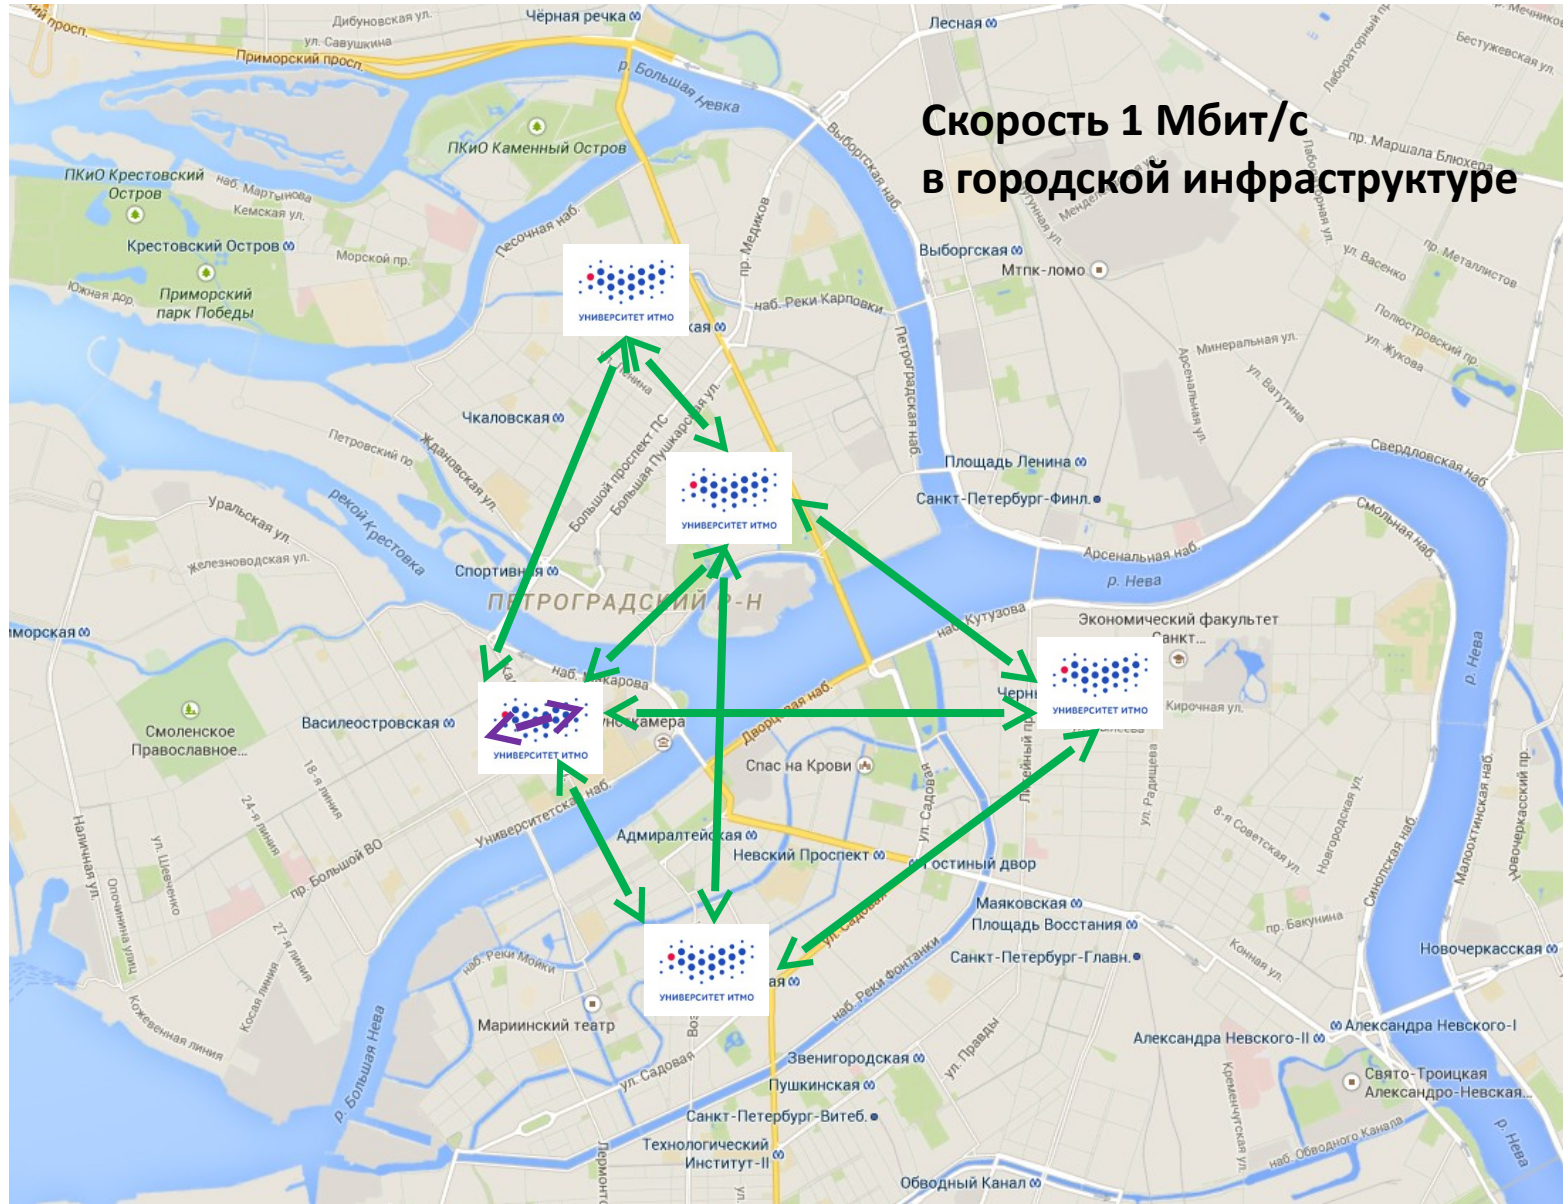 Дибуновская ул.
Чёрная речка
Лесная
просп.
ул. Савушкина
Приморский просп.
Бестужевская ул.
р. Большая Невка
Скорость 1 Мбит/с
в городской инфраструктуре
пр. Маршала Блюхера
Выборгская наб.
ПКиО Каменный Остров
ПКиО Крестовский
Остров
наб. Мартынова
Кемская ул.
Песочная наб.
пр. Медиков
Крестовский Остров
Морской пр.
Выборгская
Мтпк-ломо
ул. Васенко
пр. Металлистов
Южная дор.
Приморский
парк Победы
наб. Реки Карповки
Петроградская наб.
Полюстровский пр.
УНИВЕРСИТЕТ ИТМО
Минеральная ул.
ул. Жукова
Арсенальная ул.
ул. Ватутина
Чкаловская
Большой проспект ПС
Большая Пушкарская ул.
Петровский пр
Ждановская ул.
Площадь Ленина
Свердловская наб
Санкт-Петербург-Финл.
УНИВЕРСИТЕТ ИТМО
Уральская ул.
рекой Крестовка
Смольная наб.
Железноводская ул.
Спортивная
Арсенальная наб.
р. Нева
ПЕТРОГРАДСКИЙ Р-Н
наб. Кутузова
Экономический факультет
Санкт...
р. Нева
наб. Макарова
УНИВЕРСИТЕТ ИТМО
Кирочная ул.
Смоленское
Православное...
Василеостровская
УНИВЕРСИТЕТ ИТМО
Дворцовая наб.
Спас на Крови
ул. Радищева
18-я линия
24-я линия
Университетская наб.
ул. Садовая
8-я Советская ул.
Новгородская ул.
Наличная ул.
ул. Шевченко
пр. Большой ВО
Адмиралтейская
Невский Проспект
Гостиный двор
Синопская наб.
Малоохтинская наб.
Опочинина улиц
27-я линия
Маяковская
Площадь Восстания
пр. Бакунина
ул. Садовая
Санкт-Петербург-Главн.
Конная ул.
Новочеркасская
наб. Реки Мойки
УНИВЕРСИТЕТ ИТМО
наб. Реки Фонтанки
Косая линия
Кожевенная линия
Мариинский театр
р. Большая Нева
ул. Садовая
Звенигородская
ул. Правды
Александра Невского-II
Александра Невского-I
Пушкинская
Кременчугская ул.
Свято-Троицкая
Александро-Невская...
Санкт-Петербург-Витеб.
Технологический
Институт-II
наб. Обводного Канала
р. Нева
Обводный Канал